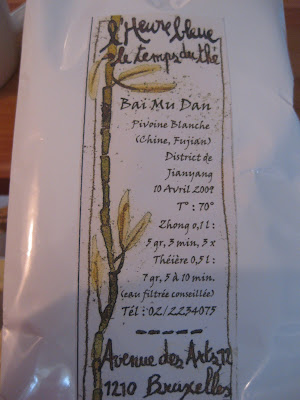 l'Heure bleue
le temps du thé
Baï Mu Dan
Pivoine Blanche
(Chine, Fujian)
District de
Jianyang
10 Avril 2009
T° : 70°
Zhong 0,1 l :
5 gr, 3 min, 3 x
Théière 0,5 l :
7 gr, 5 à 10 min.
(eau filtrée conseillée)
Tél : 02/2234075
Avenue des Arts
1210 Bruxelles